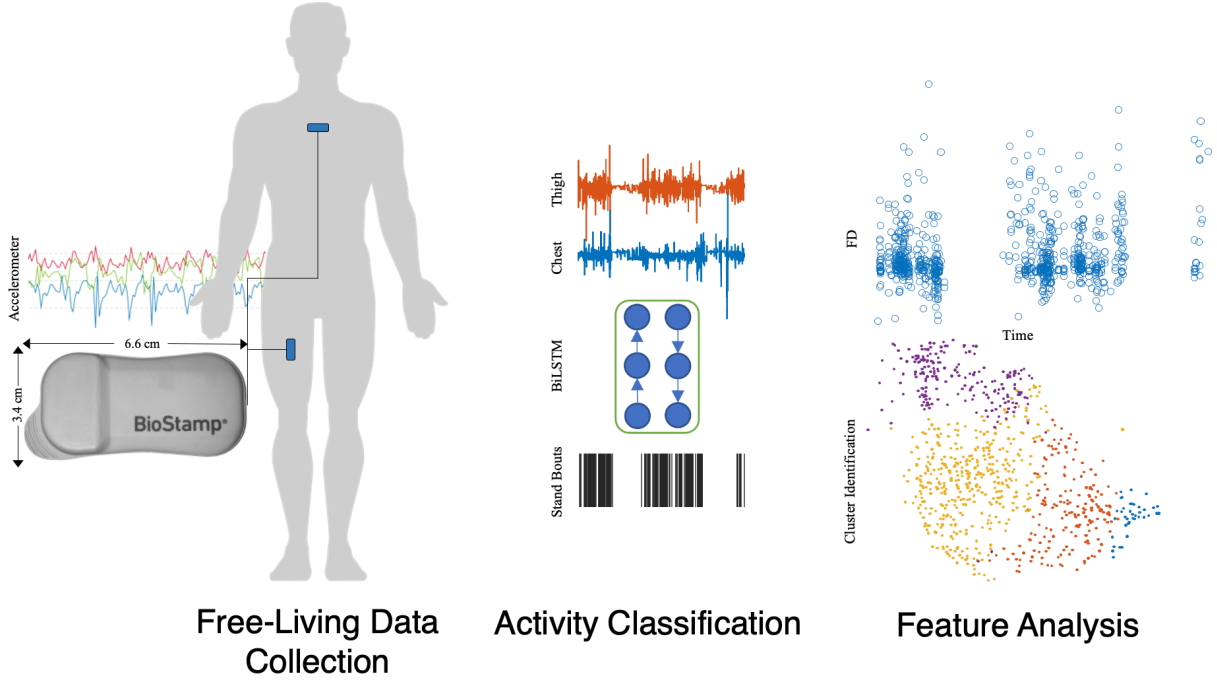 Accelerometer
6.6 cm
3.4 cm
BioStamp®
Free-Living Data
Collection
Thigh
Chest
BiLSTM
Stand Bouts
Activity Classification
FD
Time
Cluster Identification
Feature Analysis